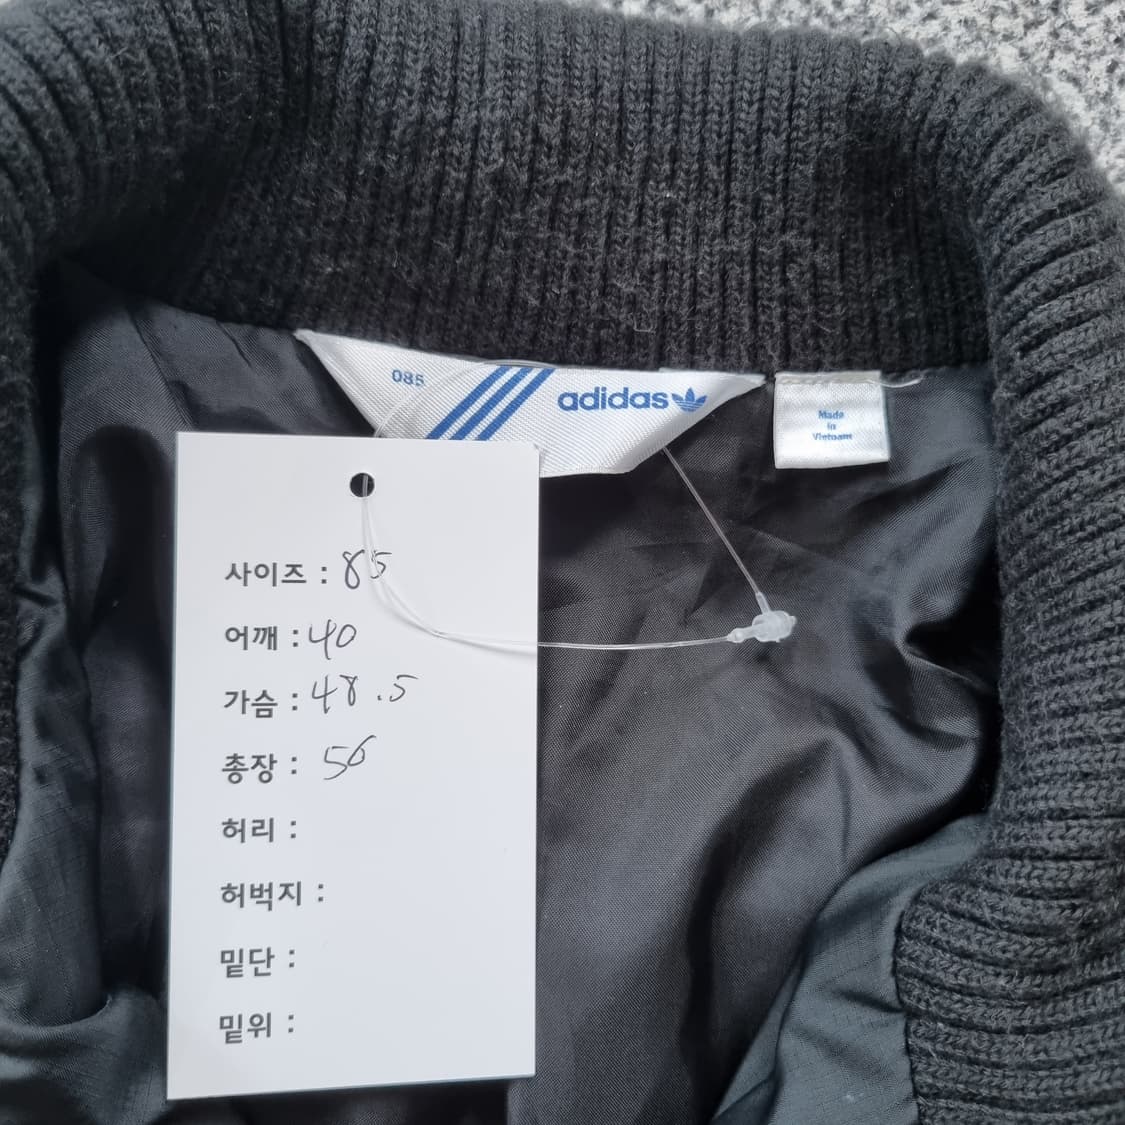 085
adidas
Made
in
Vietnam
사이즈 : 85
어깨 : 40
가슴 : 48.5
총장 : 56
허리 :
허벅지 :
밑단 :
밑위 :